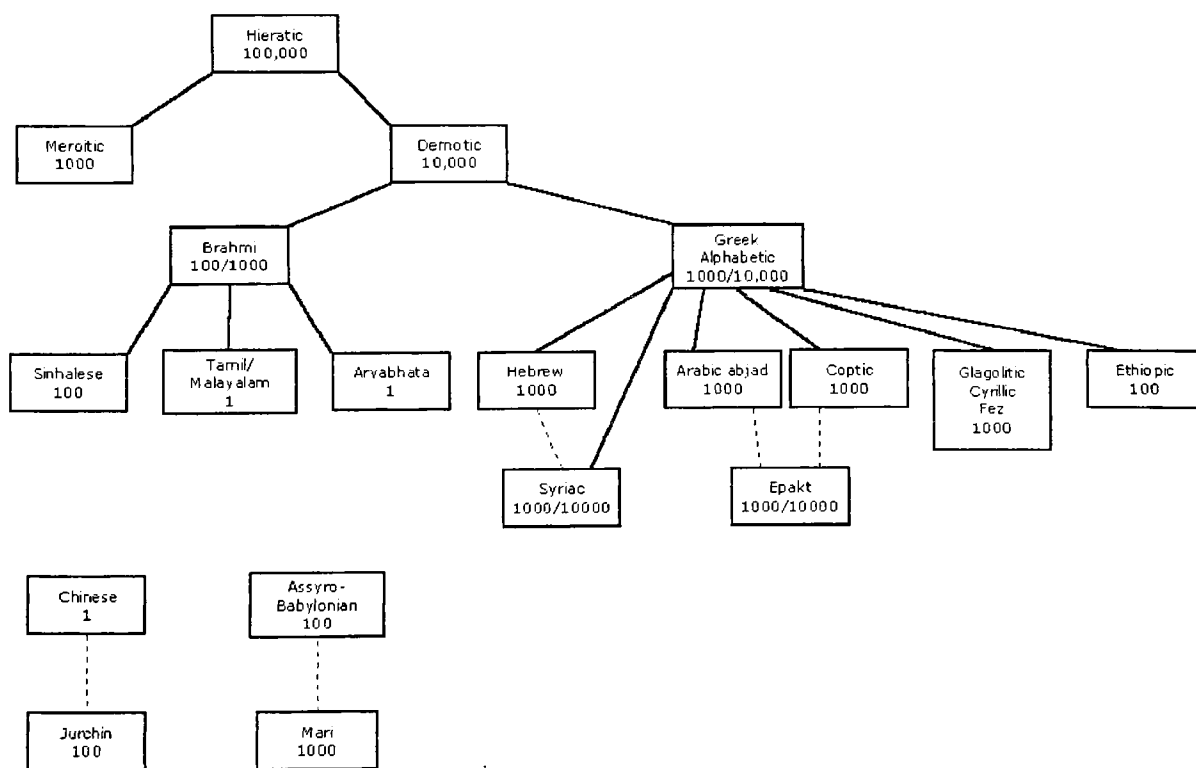 Hieratic
100,000
Meroitic
1000
Demotic
10,000
Brahmi
100/1000
Greek
Alphabetic
1000/10,000
Sinhalese
100
Tamil/
Malayalam
1
Aryabhata
1
Hebrew
1000
Arabic abjad
1000
Coptic
1000
Glagolitic
Cyrillic
Fez
1000
Ethiopic
100
Syriac
1000/10000
Epakt
1000/10000
Chinese
1
Assyro-
Babylonian
100
Jurchin
100
Mari
1000